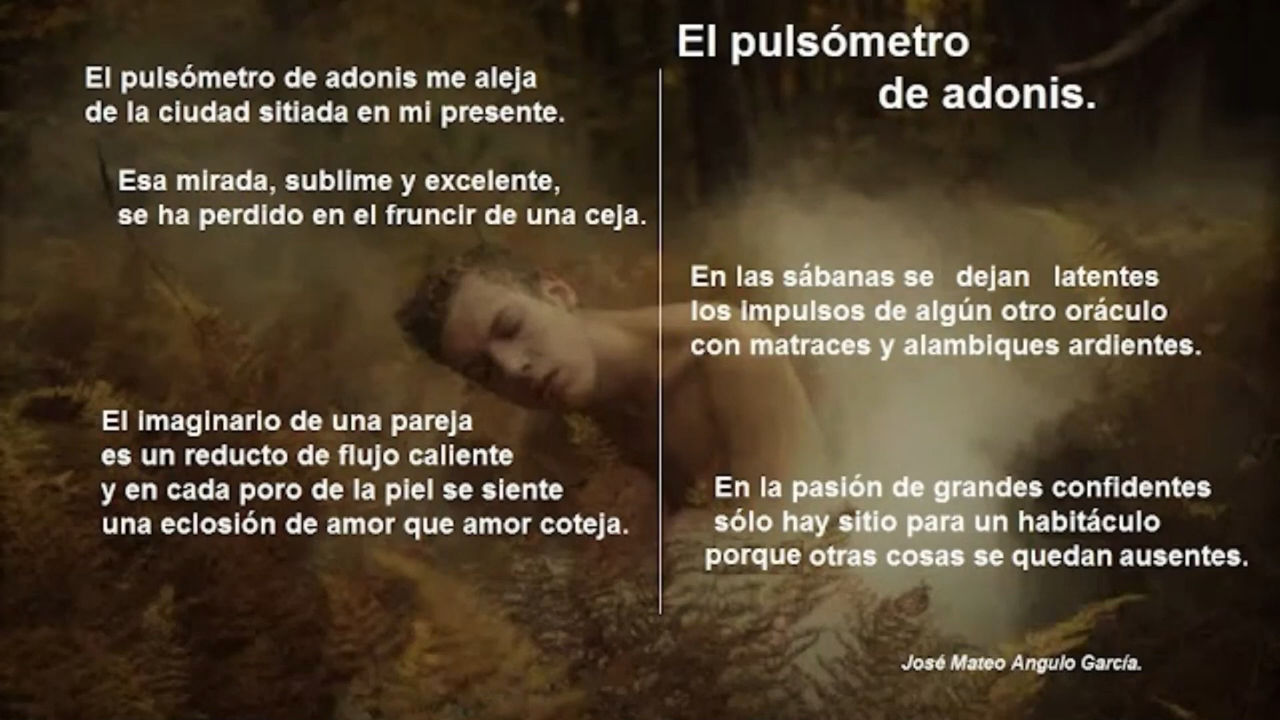 El pulsómetro
de adonis.
El pulsómetro de adonis me aleja
de la ciudad sitiada en mi presente.
Esa mirada, sublime y excelente,
se ha perdido en el fruncir de una ceja.
El imaginario de una pareja
es un reducto de flujo caliente
y en cada poro de la piel se siente
una eclosión de amor que amor coteja.
En las sábanas se dejan latentes
los impulsos de algún otro oráculo
con matraces y alambiques ardientes.
En la pasión de grandes confidentes
sólo hay sitio para un habitáculo
porque otras cosas se quedan ausentes.
José Mateo Angulo García.